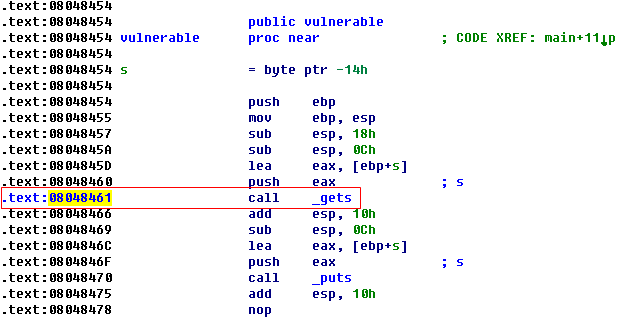 .text:08048454
.text:08048454 public vulnerable
.text:08048454 vulnerable proc near ; CODE XREF: main+11↓p
.text:08048454
.text:08048454 s = byte ptr -14h
.text:08048454
.text:08048454 push ebp
.text:08048455 mov ebp, esp
.text:08048457 sub esp, 18h
.text:0804845A sub esp, 0Ch
.text:0804845D lea eax, [ebp+s]
.text:08048460 push eax ; s
.text:08048461 call _gets
.text:08048466 add esp, 10h
.text:08048469 sub esp, 0Ch
.text:0804846C lea eax, [ebp+s]
.text:0804846F push eax ; s
.text:08048470 call _puts
.text:08048475 add esp, 10h
.text:08048478 nop